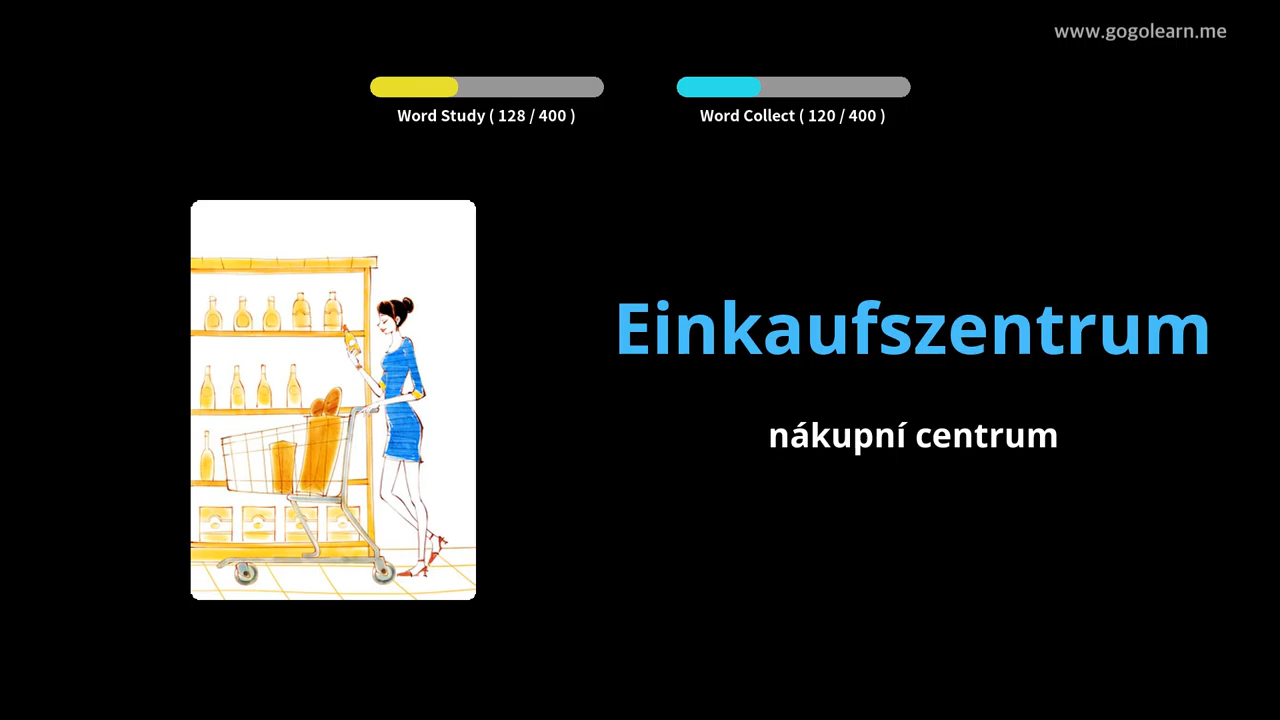 www.gogolearn.me
Word Study ( 128 / 400 )
Word Collect ( 120 / 400 )
Einkaufszentrum
nákupní centrum